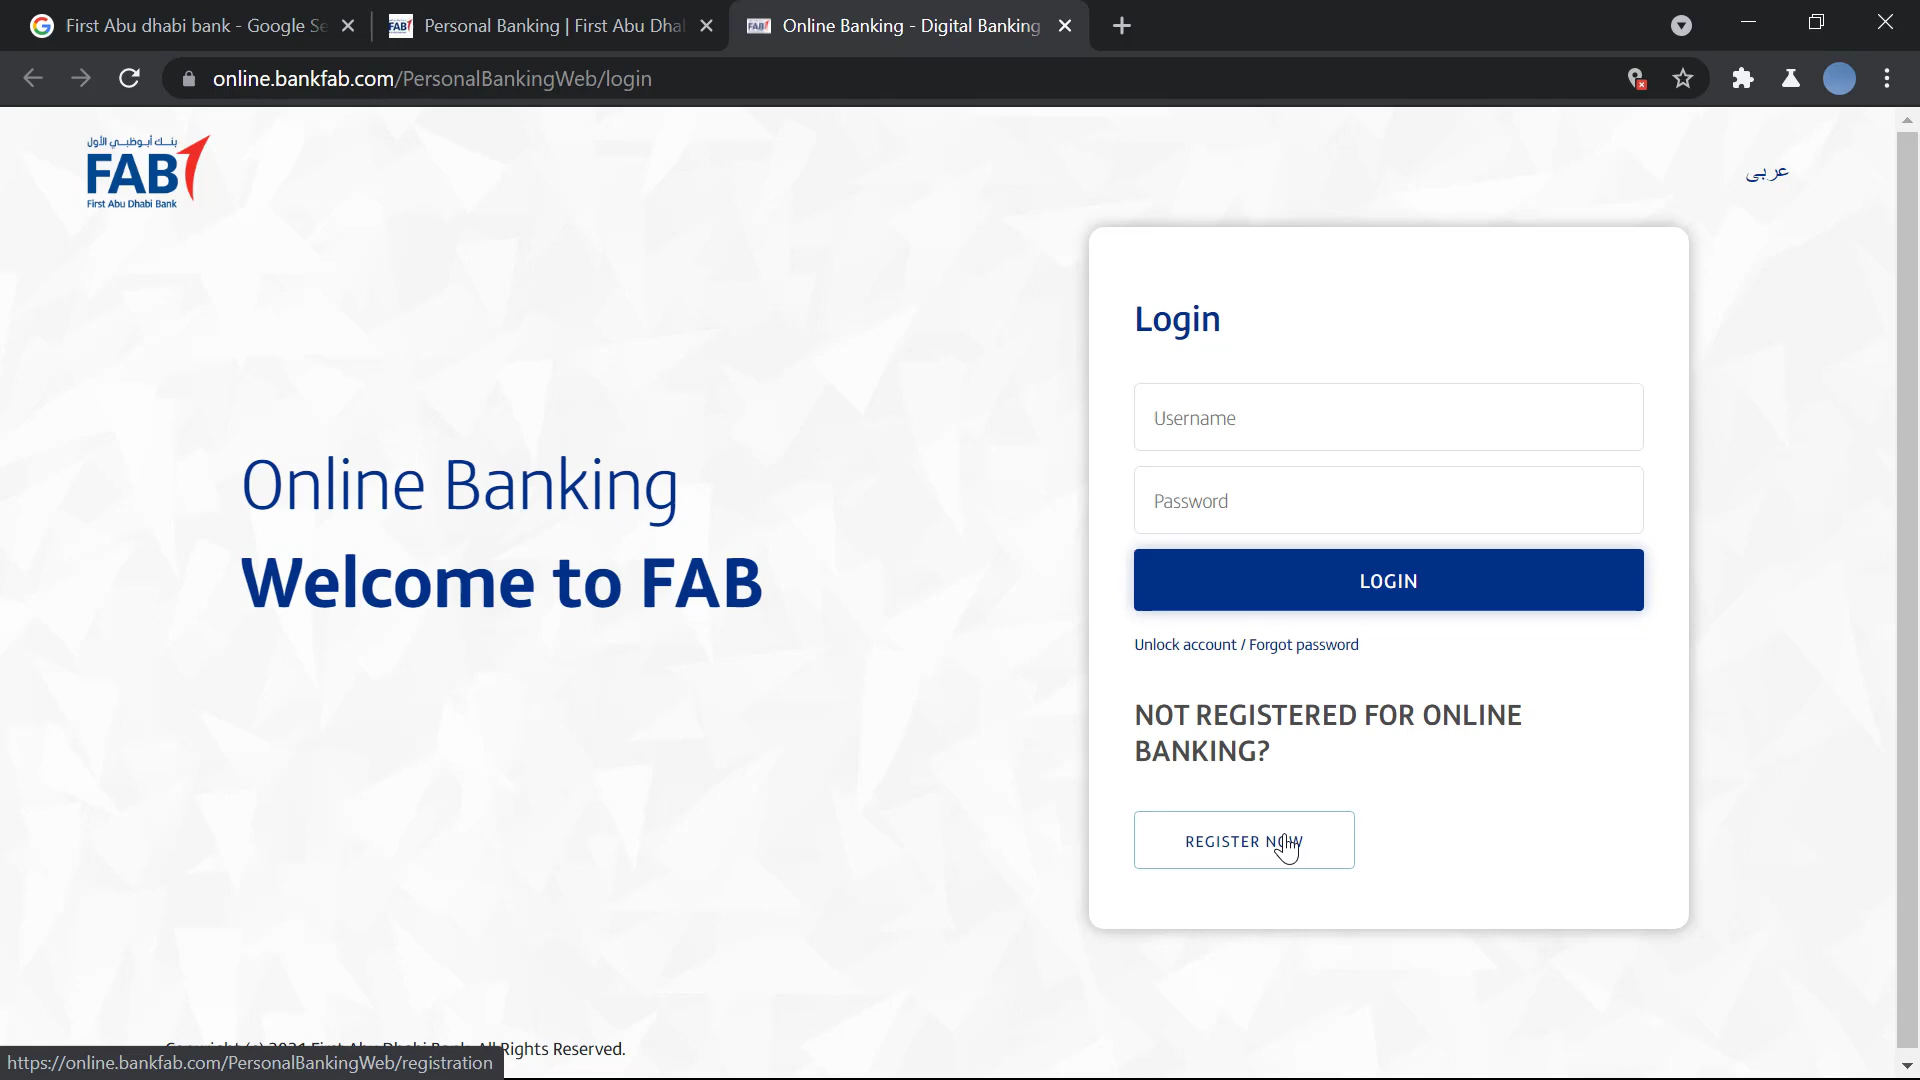 First Abu dhabi bank - Google Se
Personal Banking | First Abu Dhal
Online Banking - Digital Banking
online.bankfab.com/PersonalBankingWeb/login
بنك أبوظبي الأول
FAB
First Abu Dhabi Bank
عربى
Login
Username
Password
LOGIN
Unlock account / Forgot password
NOT REGISTERED FOR ONLINE
BANKING?
REGISTER NOW
Online Banking
Welcome to FAB
Rights Reserved.
https://online.bankfab.com/PersonalBankingWeb/registration